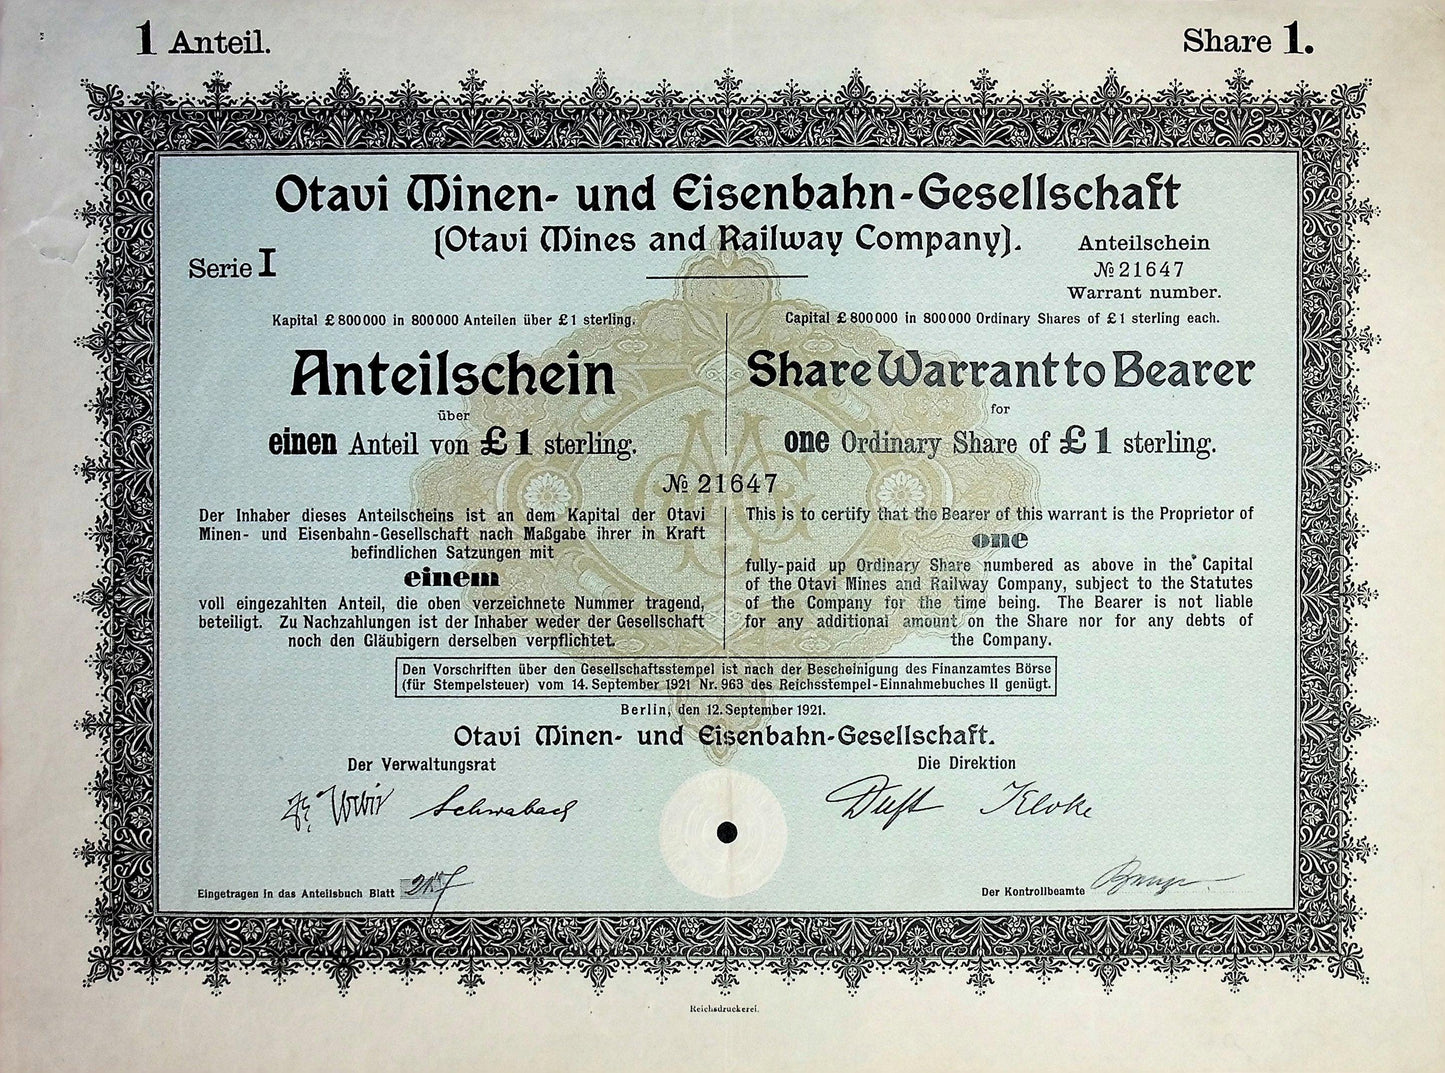 1 Anteil.
Share 1.
Otavi Minen- und Eisenbahn-Gesellschaft
(Otavi Mines and Railway Company).
Serie I
Anteilschein
№ 21647
Warrant number.
Kapital £ 800000 in 800000 Anteilen über £ 1 sterling.
Anteilschein
über
einen Anteil von £ 1 sterling.
Capital £ 800000 in 800000 Ordinary Shares of £ 1 sterling each.
Share Warrant to Bearer
for
one Ordinary Share of £ 1 sterling.
№ 21647
Der Inhaber dieses Anteilscheins ist an dem Kapital der Otavi
Minen- und Eisenbahn-Gesellschaft nach Maßgabe ihrer in Kraft
befindlichen Satzungen mit
einem
voll eingezahlten Anteil, die oben verzeichnete Nummer tragend,
beteiligt. Zu Nachzahlungen ist der Inhaber weder der Gesellschaft
noch den Gläubigern derselben verpflichtet.
This is to certify that the Bearer of this warrant is the Proprietor of
one
fully-paid up Ordinary Share numbered as above in the Capital
of the Otavi Mines and Railway Company, subject to the Statutes
of the Company for the time being. The Bearer is not liable
for any additional amount on the Share nor for any debts of
the Company.
Den Vorschriften über den Gesellschaftsstempel ist nach der Bescheinigung des Finanzamtes Börse
(für Stempelsteuer) vom 14. September 1921 Nr. 963 des Reichsstempel-Einnahmebuches II genügt.
Berlin, den 12. September 1921.
Otavi Minen- und Eisenbahn-Gesellschaft.
Der Verwaltungsrat
Die Direktion
Schwabach
Duft Kloke
Eingetragen in das Anteilsbuch Blatt
Der Kontrollbeamte
Reichsdruckerei.